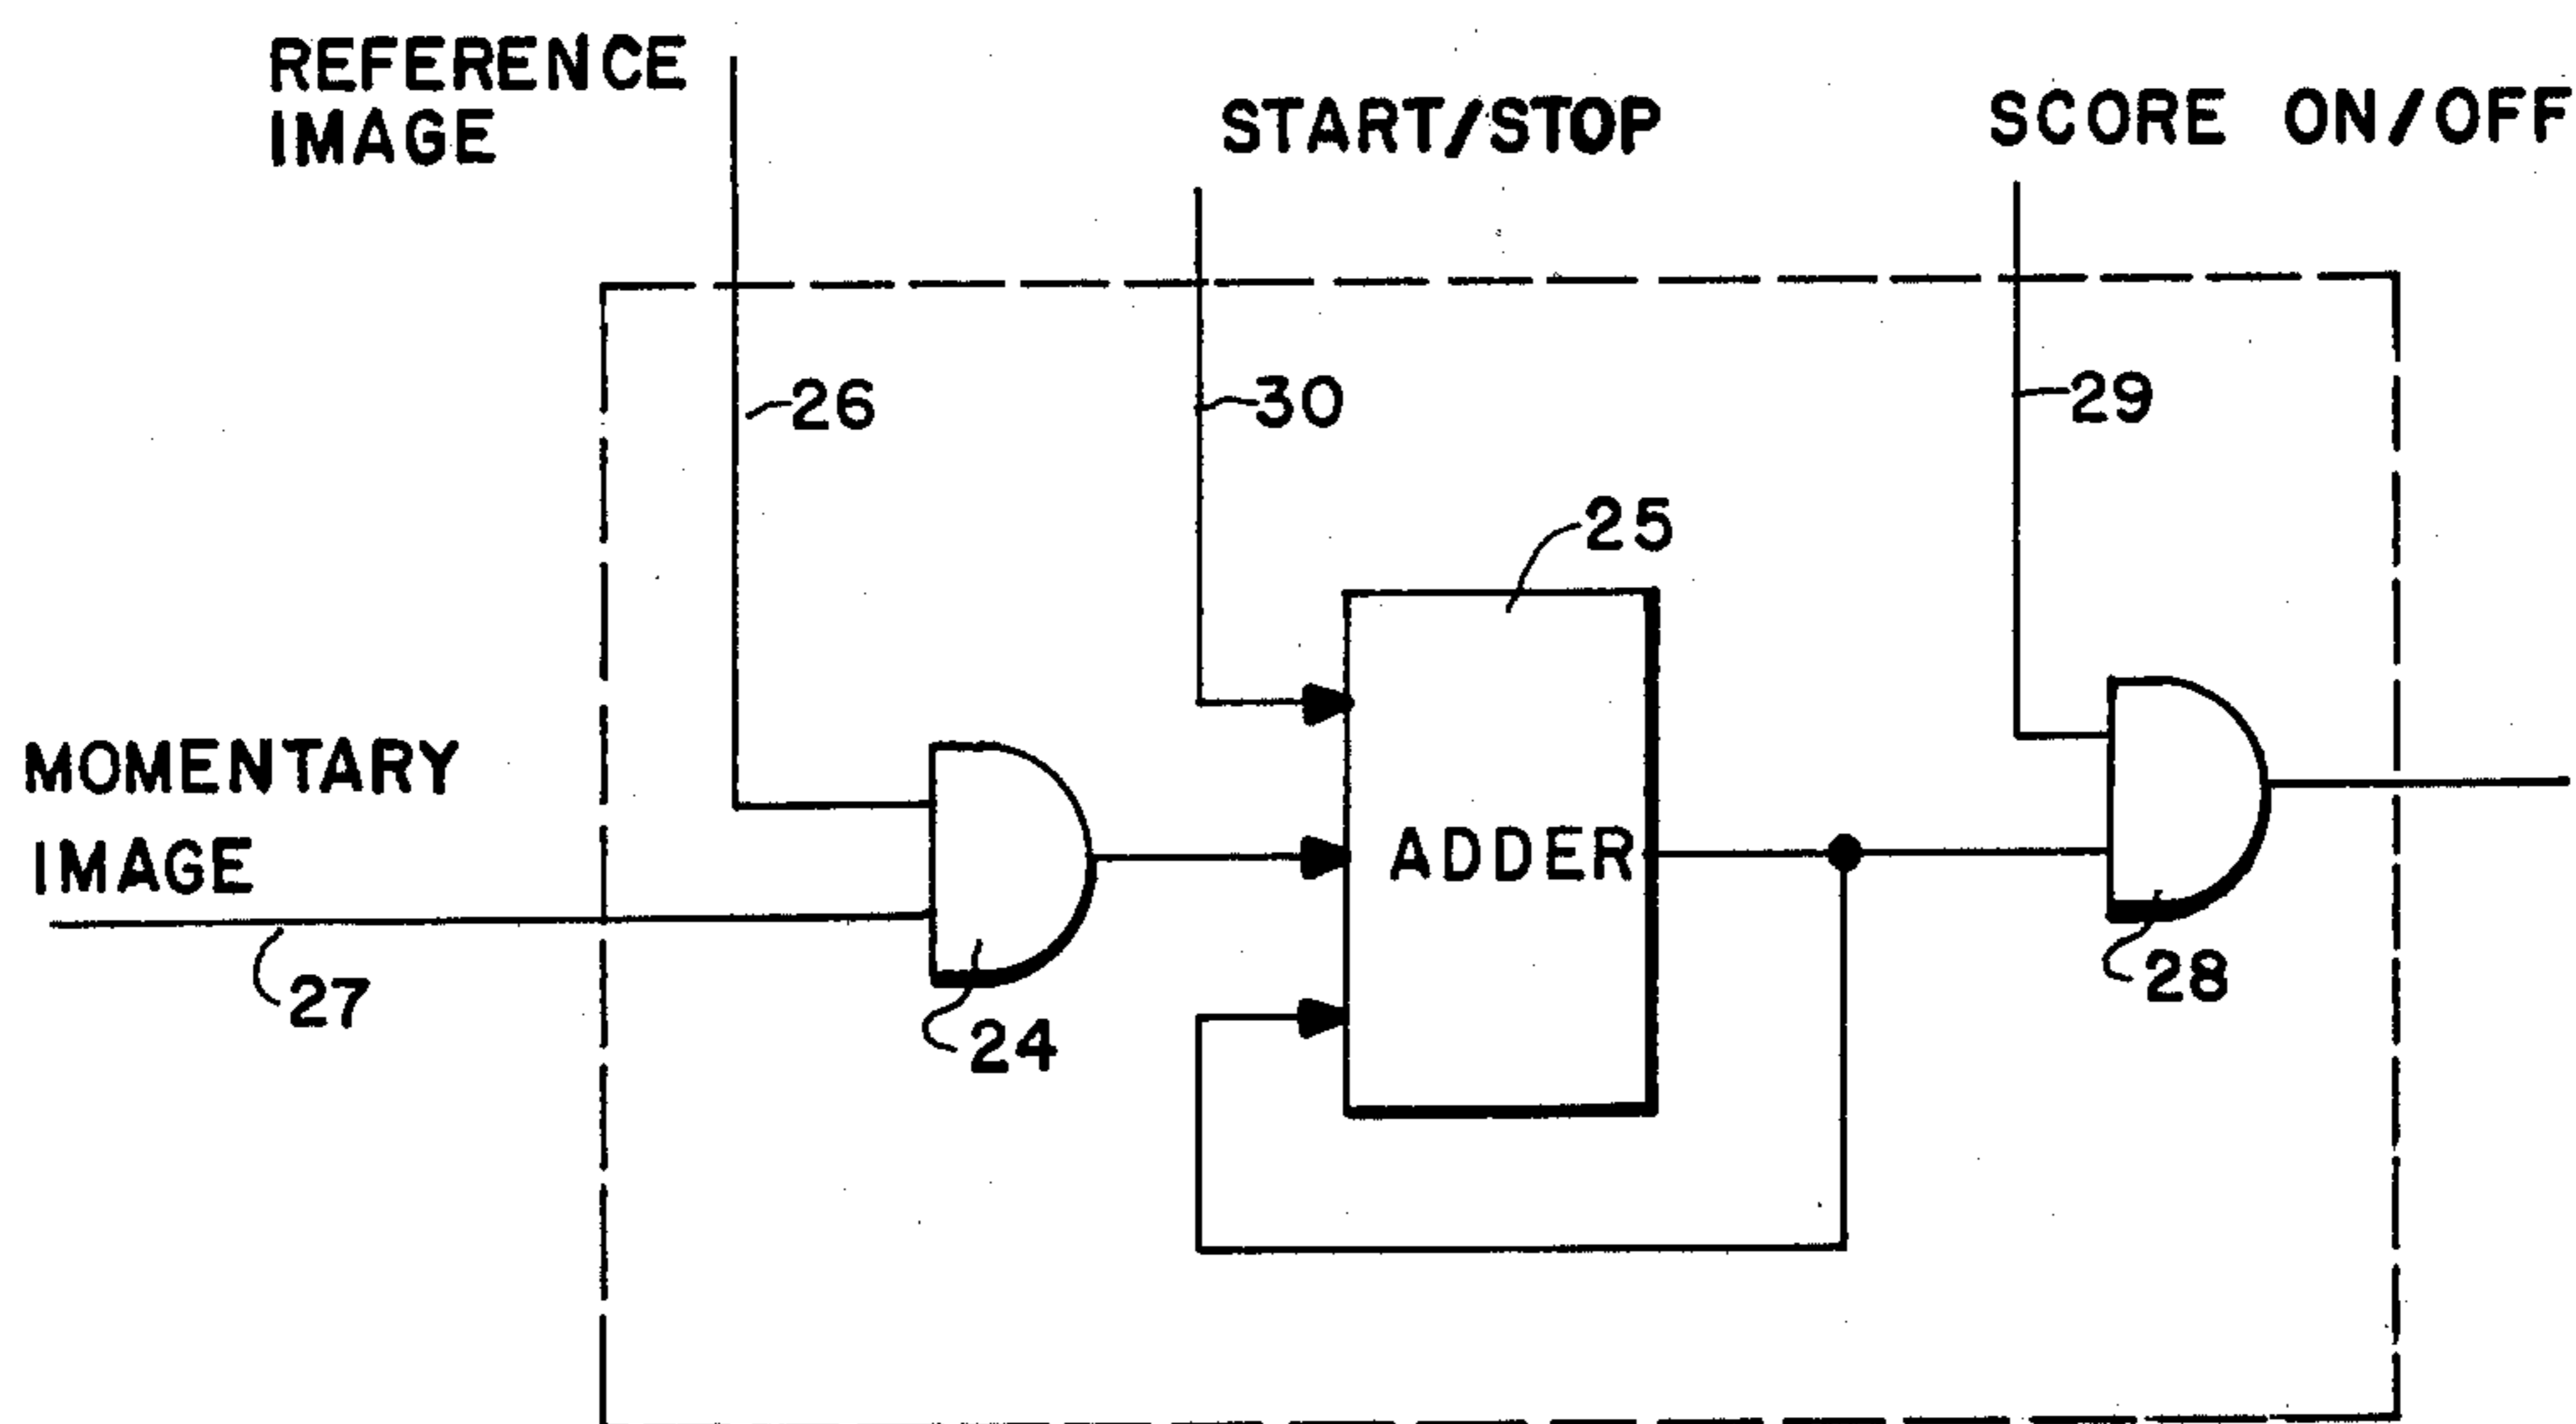 REFERENCE
IMAGE
START/STOP
SCORE ON/OFF
26
30
29
25
MOMENTARY
IMAGE
ADDER
27
24
28